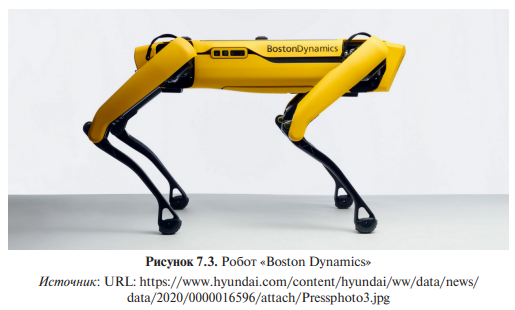 BostonDynamics
Рисунок 7.3. Робот «Boston Dynamics»
Источник: URL: https://www.hyundai.com/content/hyundai/ww/data/news/
data/2020/0000016596/attach/Pressphoto3.jpg